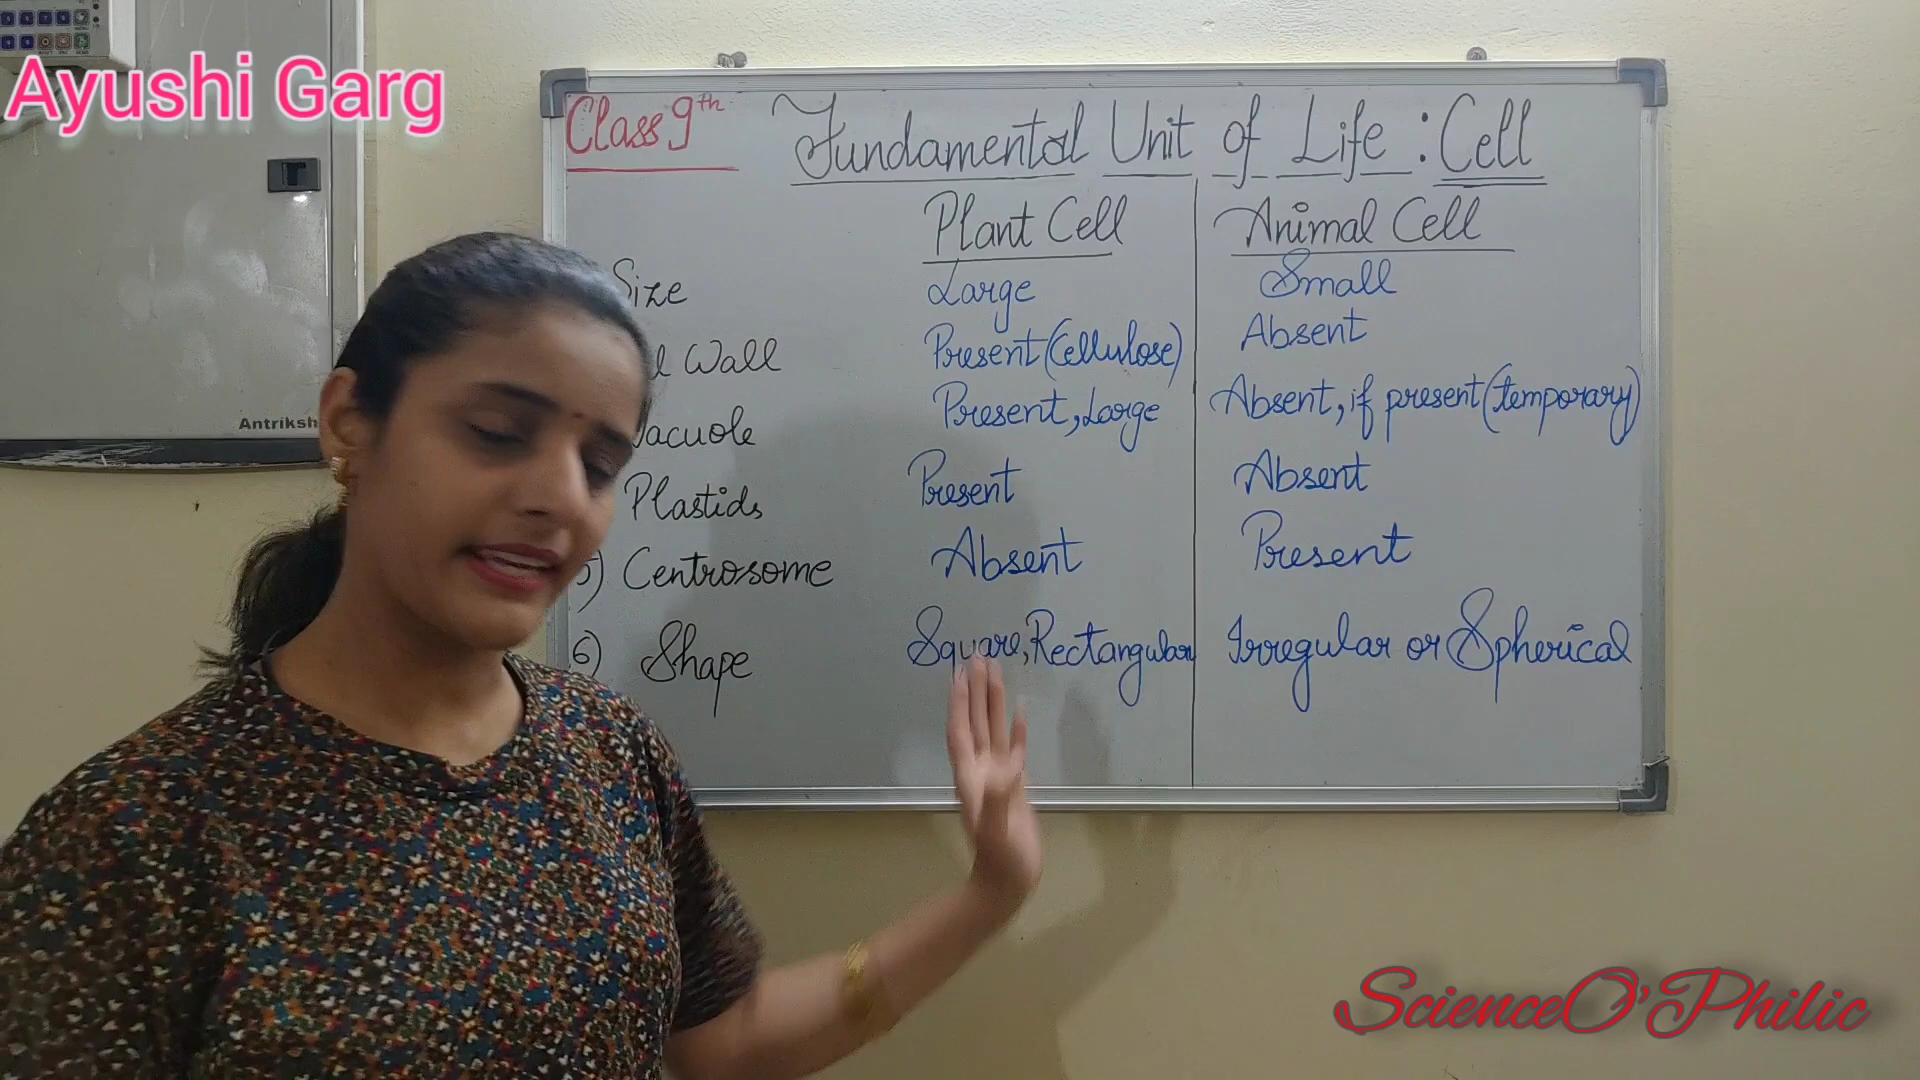 Ayushi Garg
Class 9th
Fundamental Unit of Life : Cell
Plant Cell Animal Cell
Size Large Small
Wall Present (Cellulose) Absent
Vacuole Present, Large Absent, if present (temporary)
Plastids Present Absent
5) Centrosome Absent Present
6) Shape Square, Rectangular Irregular or Spherical
Antriksh
ScienceO'Philic